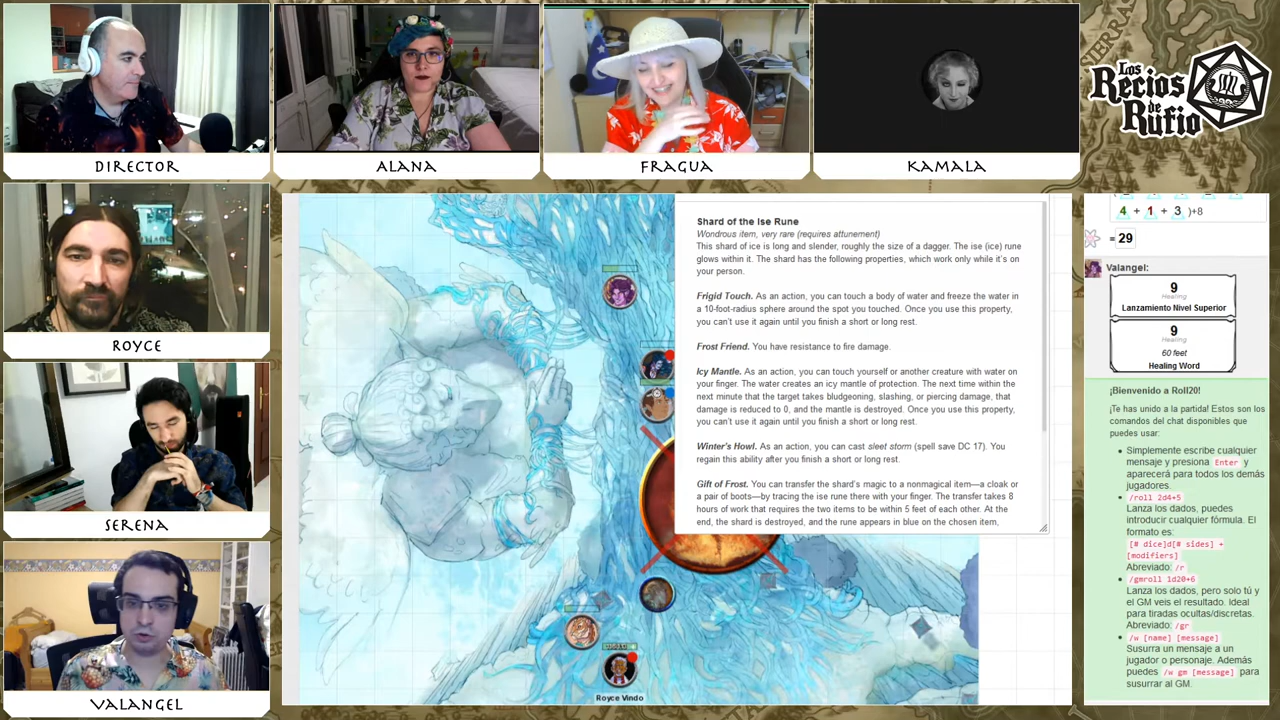 DIRECTOR
ALANA
FRAGUA
KAMALA
Los
Recios
de
Rufio
ROYCE
SERENA
VALANGEL
Shard of the Ise Rune
Wondrous item, very rare (requires attunement)
This shard of ice is long and slender, roughly the size of a dagger. The ise (ice) rune
glows within it. The shard has the following properties, which work only while it's on
your person.
Frigid Touch. As an action, you can touch a body of water and freeze the water in
a 10-foot-radius sphere around the spot you touched. Once you use this property,
you can't use it again until you finish a short or long rest.
Frost Friend. You have resistance to fire damage.
Icy Mantle. As an action, you can touch yourself or another creature with water on
your finger. The water creates an icy mantle of protection. The next time within the
next minute that the target takes bludgeoning, slashing, or piercing damage, that
damage is reduced to 0, and the mantle is destroyed. Once you use this property,
you can't use it again until you finish a short or long rest.
Winter's Howl. As an action, you can cast sleet storm (spell save DC 17). You
regain this ability after you finish a short or long rest.
Gift of Frost. You can transfer the shard's magic to a nonmagical item—a cloak or
a pair of boots—by tracing the ise rune there with your finger. The transfer takes 8
hours of work that requires the two items to be within 5 feet of each other. At the
end, the shard is destroyed, and the rune appears in blue on the chosen item,
Royce Vindo
4 + 1 + 3 )+8
= 29
Valangel:
9
Healing
Lanzamiento Nivel Superior
9
Healing
60 feet
Healing Word
¡Bienvenido a Roll20!
¡Te has unido a la partida! Estos son los
comandos del chat disponibles que
puedes usar:
• Simplemente escribe cualquier
mensaje y presiona Enter y
aparecerá para todos los demás
jugadores.
• /roll 2d4+5
Lanza los dados, puedes
introducir cualquier fórmula. El
formato es:
[# dice]d[# sides] +
[modifiers]
Abreviado: /r
• /gmroll 1d20+6
Lanza los dados, pero solo tú y
el GM veis el resultado. Ideal
para tiradas ocultas/discretas.
Abreviado: /gr
• /w [name] [message]
Susurra un mensaje a un
jugador o personaje. Además
puedes /w gm [message] para
susurrar al GM.